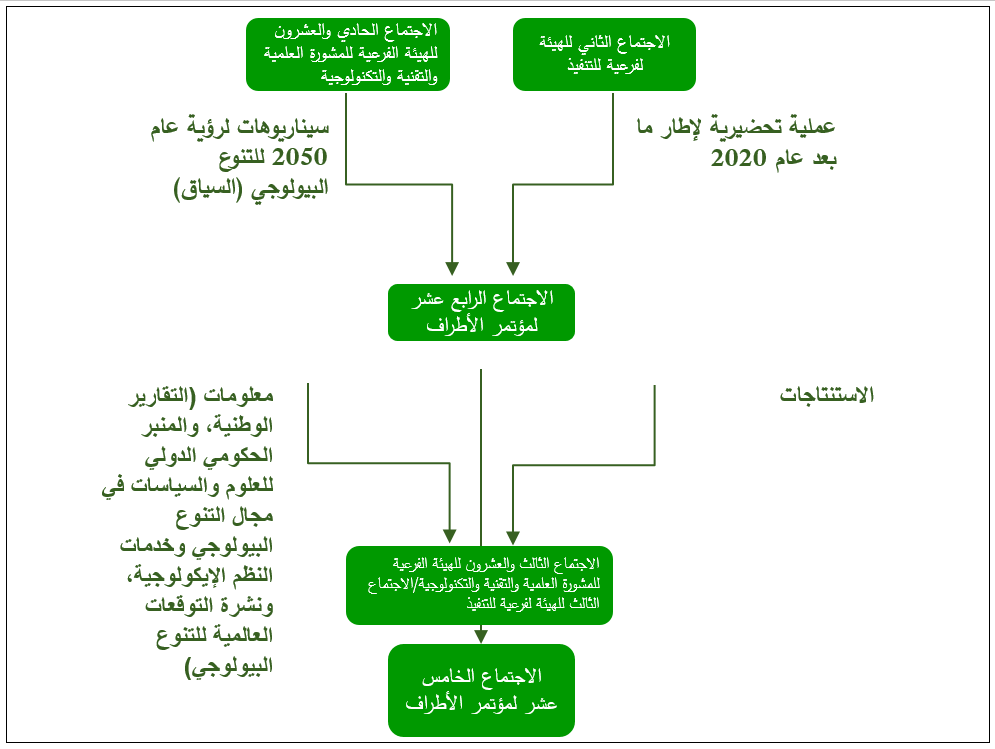 الاجتماع الثاني للهيئة
لفرعية للتنفيذ
الاجتماع الحادي والعشرون
للهيئة الفرعية للمشورة العلمية
والتقنية والتكنولوجية
عملية تحضيرية لإطار ما
بعد عام 2020
سيناريوهات لرؤية عام
2050 للتنوع
البيولوجي (السياق)
الاجتماع الرابع عشر
لمؤتمر الأطراف
الاستنتاجات
معلومات (التقارير
الوطنية، والمنبر
الحكومي الدولي
للعلوم والسياسات في
مجال التنوع
البيولوجي وخدمات
النظم الإيكولوجية،
ونشرة التوقعات
العالمية للتنوع
البيولوجي)
الاجتماع الثالث والعشرون للهيئة الفرعية
للمشورة العلمية والتقنية والتكنولوجية/الاجتماع
الثالث للهيئة لفرعية للتنفيذ
الاجتماع الخامس
عشر لمؤتمر الأطراف